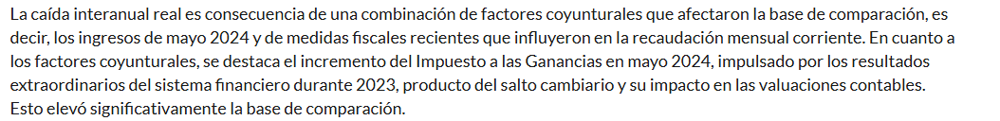 La caída interanual real es consecuencia de una combinación de factores coyunturales que afectaron la base de comparación, es
decir, los ingresos de mayo 2024 y de medidas fiscales recientes que influyeron en la recaudación mensual corriente. En cuanto a
los factores coyunturales, se destaca el incremento del Impuesto a las Ganancias en mayo 2024, impulsado por los resultados
extraordinarios del sistema financiero durante 2023, producto del salto cambiario y su impacto en las valuaciones contables.
Esto elevó significativamente la base de comparación.